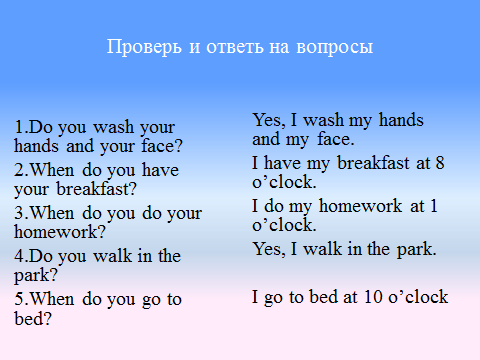 Проверь и ответь на вопросы
1.Do you wash your
hands and your face?
2.When do you have
your breakfast?
3.When do you do your
homework?
4.Do you walk in the
park?
5.When do you go to
bed?
Yes, I wash my hands
and my face.
I have my breakfast at 8
o’clock.
I do my homework at 1
o’clock.
Yes, I walk in the park.
I go to bed at 10 o’clock